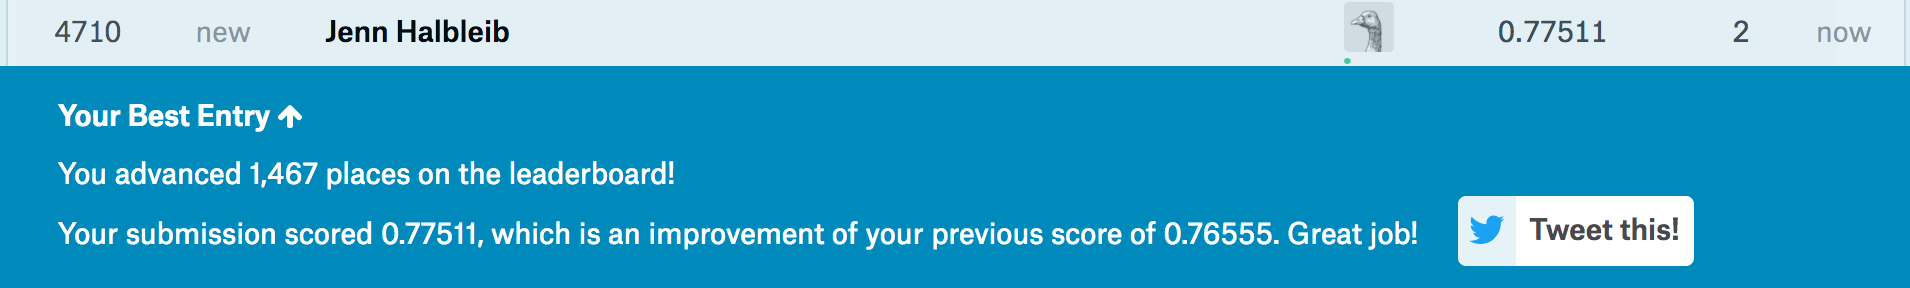 4710 new Jenn Halbleib 0.77511 2 now
Your Best Entry
You advanced 1,467 places on the leaderboard!
Your submission scored 0.77511, which is an improvement of your previous score of 0.76555. Great job! Tweet this!